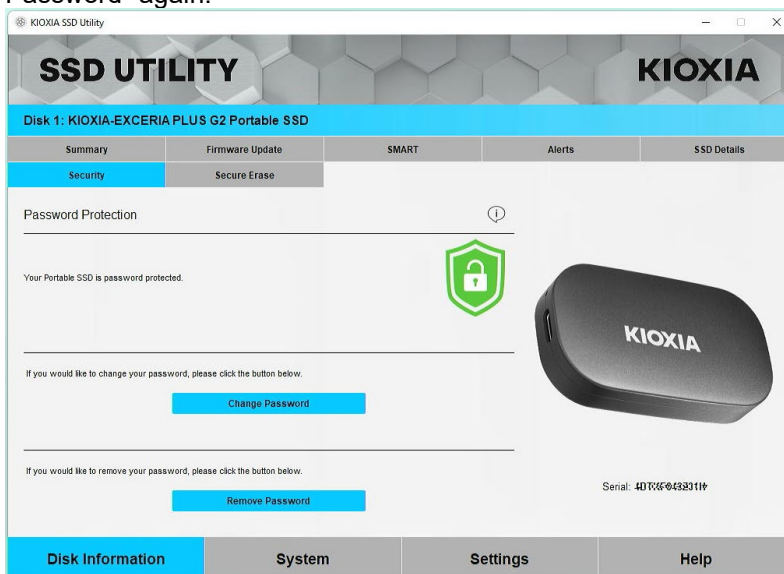 Password" again.
KIOXIA SSD Utility
SSD UTILITY
KIOXIA
Disk 1: KIOXIA-EXCERIA PLUS G2 Portable SSD
Summary Firmware Update SMART Alerts SSD Details
Security Secure Erase
Password Protection
Your Portable SSD is password protected.
KIOXIA
If you would like to change your password, please click the button below.
Change Password
If you would like to remove your password, please click the button below.
Serial:
Remove Password
Disk Information System Settings Help